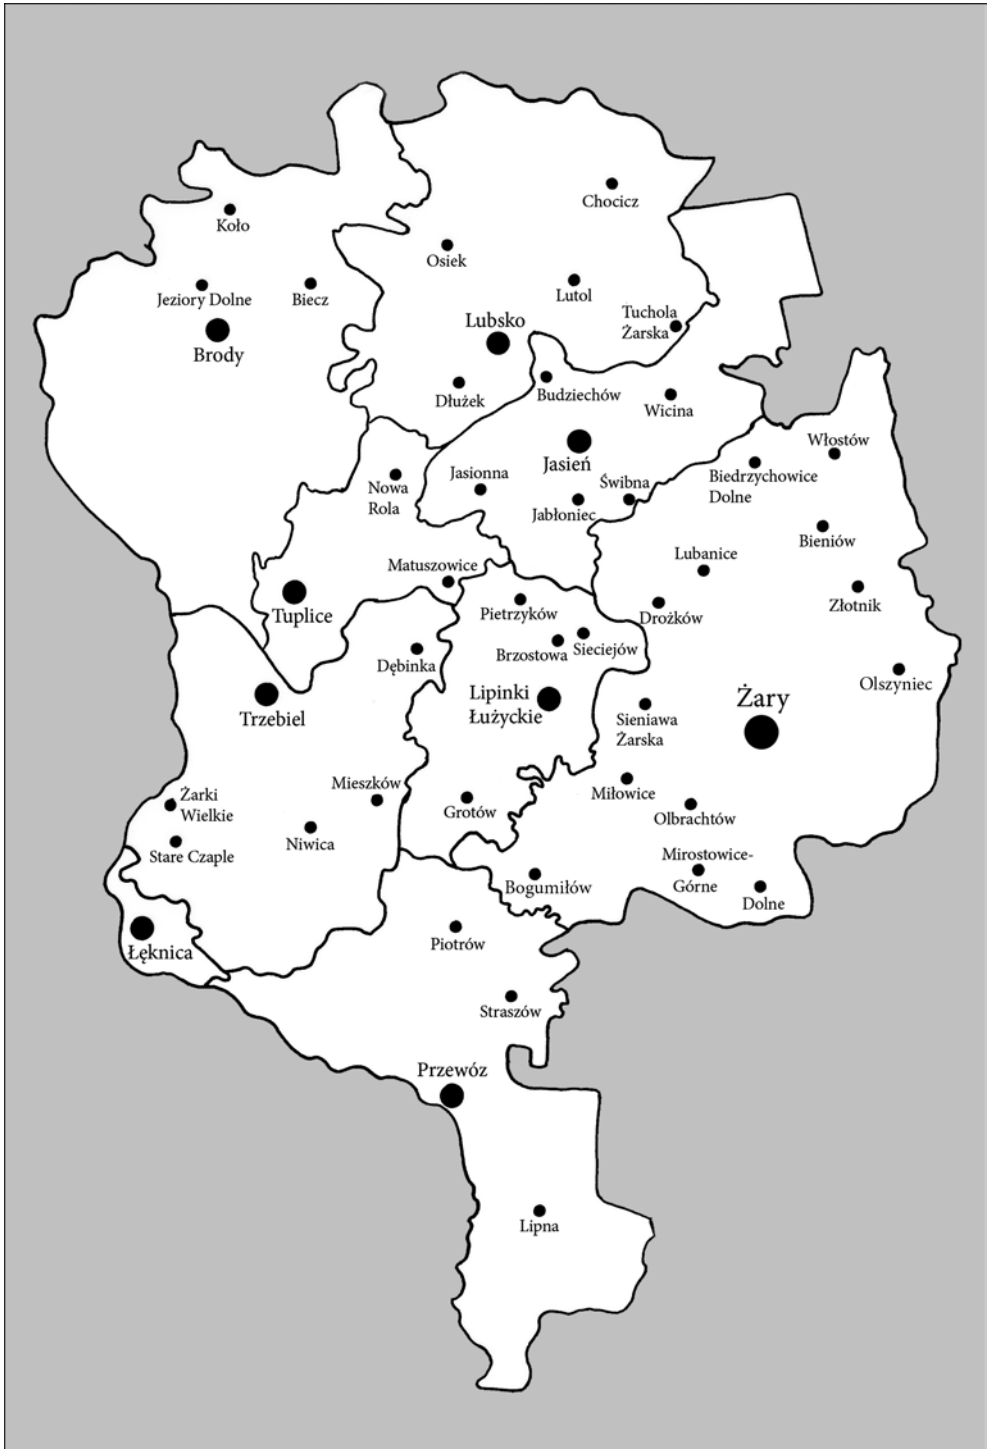 Chocicz
Koło
Osiek
Jeziory Dolne
Biecz
Lutol
Tuchola
Żarska
Lubsko
Brody
Dłużek
Budziechów
Wicina
Włostów
Jasień
Jasionna
Nowa
Rola
Świbna
Biedrzychowice
Dolne
Jabłoniec
Bieniów
Lubanice
Matuszowice
Złotnik
Tuplice
Pietrzyków
Drożków
Brzostowa
Sieciejów
Dębinka
Olszyniec
Lipinki
Łużyckie
Żary
Trzebiel
Sieniawa
Żarska
Mieszków
Żarki
Wielkie
Miłowice
Grotów
Olbrachtów
Niwica
Stare Czaple
Mirostowice-
Górne
Dolne
Bogumiłów
Piotrów
Łęknica
Straszów
Przewóz
Lipna